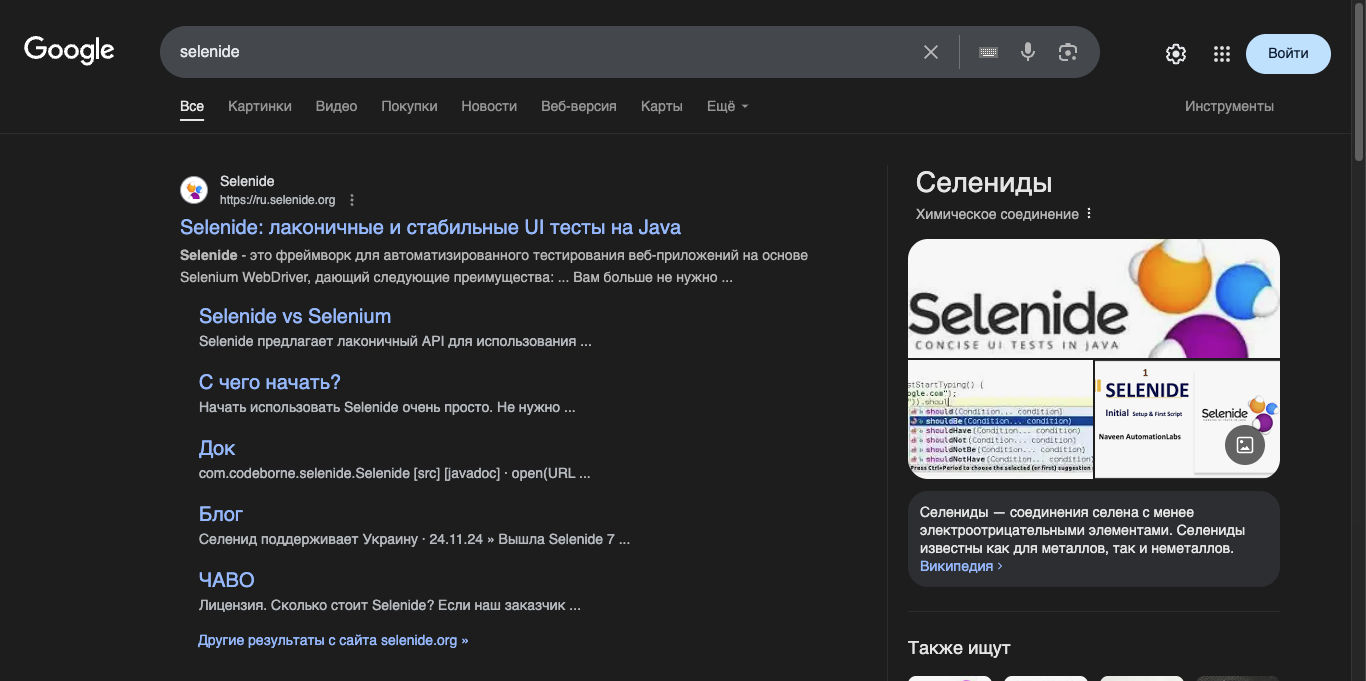 Google
selenide
Войти
Все Картинки Видео Покупки Новости Веб-версия Карты Ещё Инструменты
Selenide
https://ru.selenide.org
Selenide: лаконичные и стабильные UI тесты на Java
Selenide - это фреймворк для автоматизированного тестирования веб-приложений на основе
Selenium WebDriver, дающий следующие преимущества: ... Вам больше не нужно ...
Selenide vs Selenium
Selenide предлагает лаконичный API для использования ...
С чего начать?
Начать использовать Selenide очень просто. Не нужно ...
Док
com.codeborne.selenide.Selenide [src] [javadoc] · open(URL ...
Блог
Селенид поддерживает Украину · 24.11.24 » Вышла Selenide 7 ...
ЧАВО
Лицензия. Сколько стоит Selenide? Если наш заказчик ...
Другие результаты с сайта selenide.org »
Селениды
Химическое соединение
Selenide
CONCISE UI TESTS IN JAVA
stStartTyping() {
ogle.com");
")).shoul
should(Condition... condition)
shouldBe(Condition... condition)
shouldHave(Condition... condition)
shouldNot(Condition... condition)
shouldNotBe(Condition... condition)
shouldNotHave(Condition... condition)
Press Ctrl+Period to choose the selected (or first) suggestion
1
SELENIDE
Initial Setup & First Script
Naveen AutomationLabs
Selenide
Селениды — соединения селена с менее
электроотрицательными элементами. Селениды
известны как для металлов, так и неметаллов.
Википедия ›
Также ищут